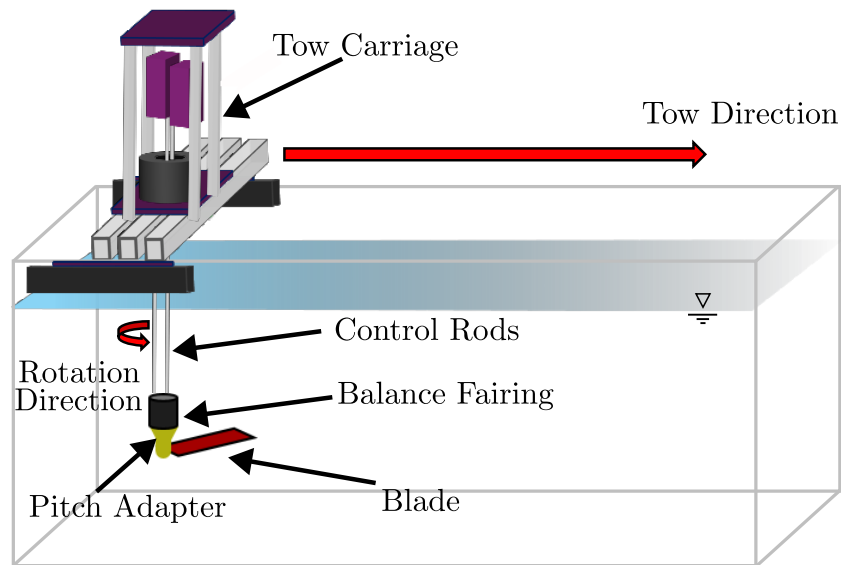 Tow Carriage
Tow Direction
Control Rods
Rotation
Direction
Balance Fairing
Pitch Adapter
Blade